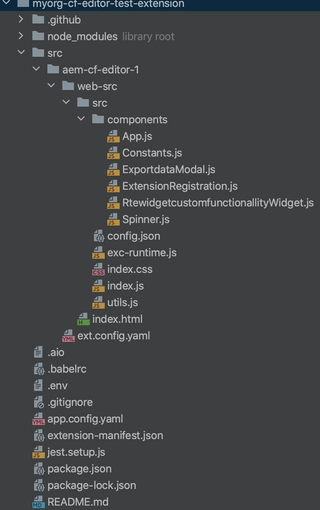 myorg-cf-editor-test-extension
.github
node_modules library root
src
aem-cf-editor-1
web-src
src
components
App.js
Constants.js
ExportdataModal.js
ExtensionRegistration.js
RtewidgetcustomfunctionallityWidget.js
Spinner.js
config.json
exc-runtime.js
index.css
index.js
utils.js
index.html
ext.config.yaml
.aio
.babelrc
.env
.gitignore
app.config.yaml
extension-manifest.json
jest.setup.js
package.json
package-lock.json
README.md